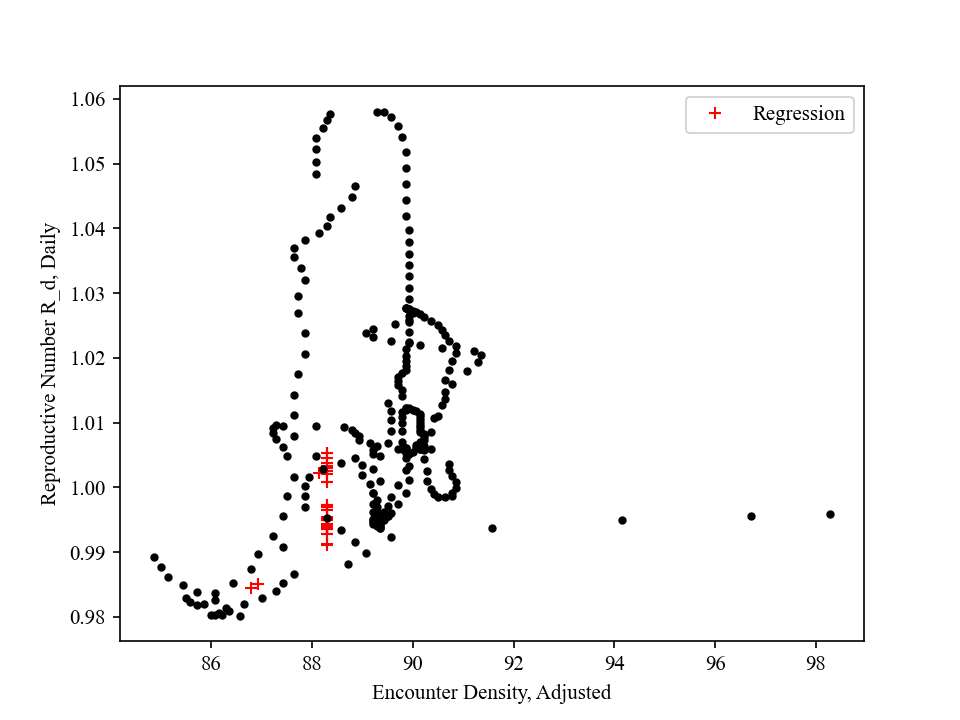 1.06
1.05
1.04
1.03
1.02
1.01
1.00
0.99
0.98
Reproductive Number R_d, Daily
Regression
86 88 90 92 94 96 98
Encounter Density, Adjusted